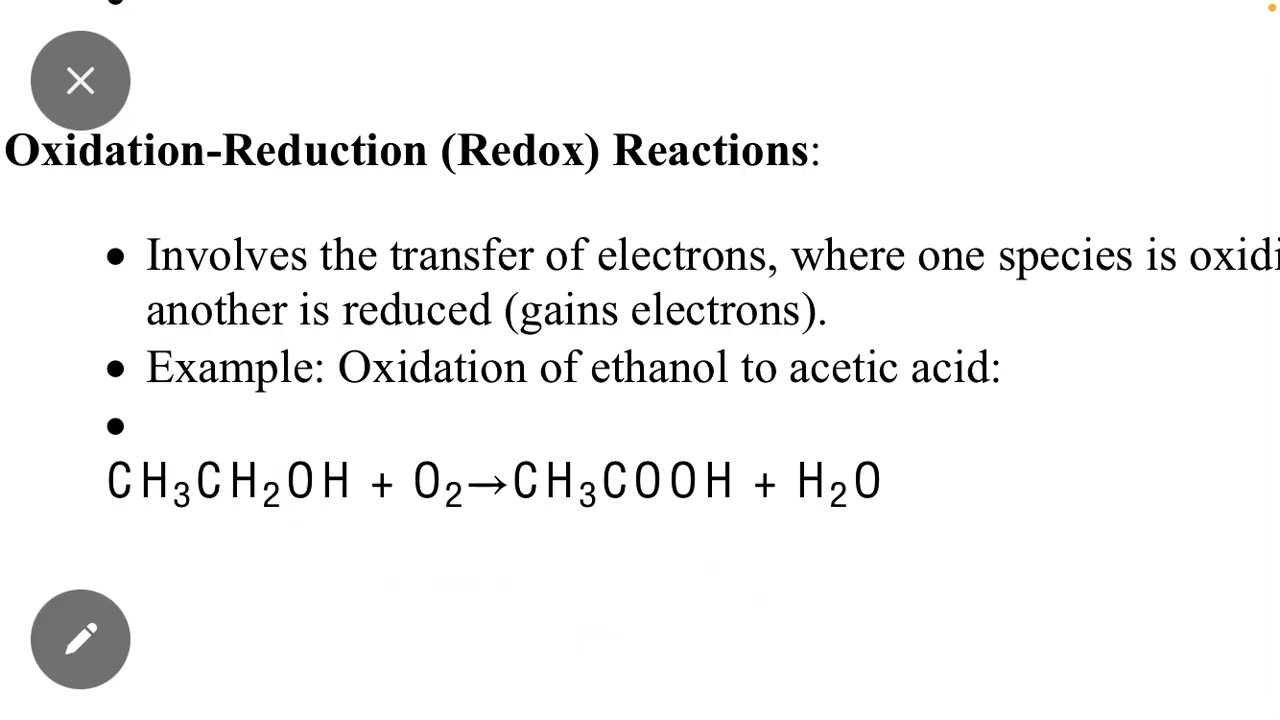 Oxidation-Reduction (Redox) Reactions:
• Involves the transfer of electrons, where one species is oxidi
another is reduced (gains electrons).
• Example: Oxidation of ethanol to acetic acid:
•
CH₃CH₂OH + O₂→CH₃COOH + H₂O